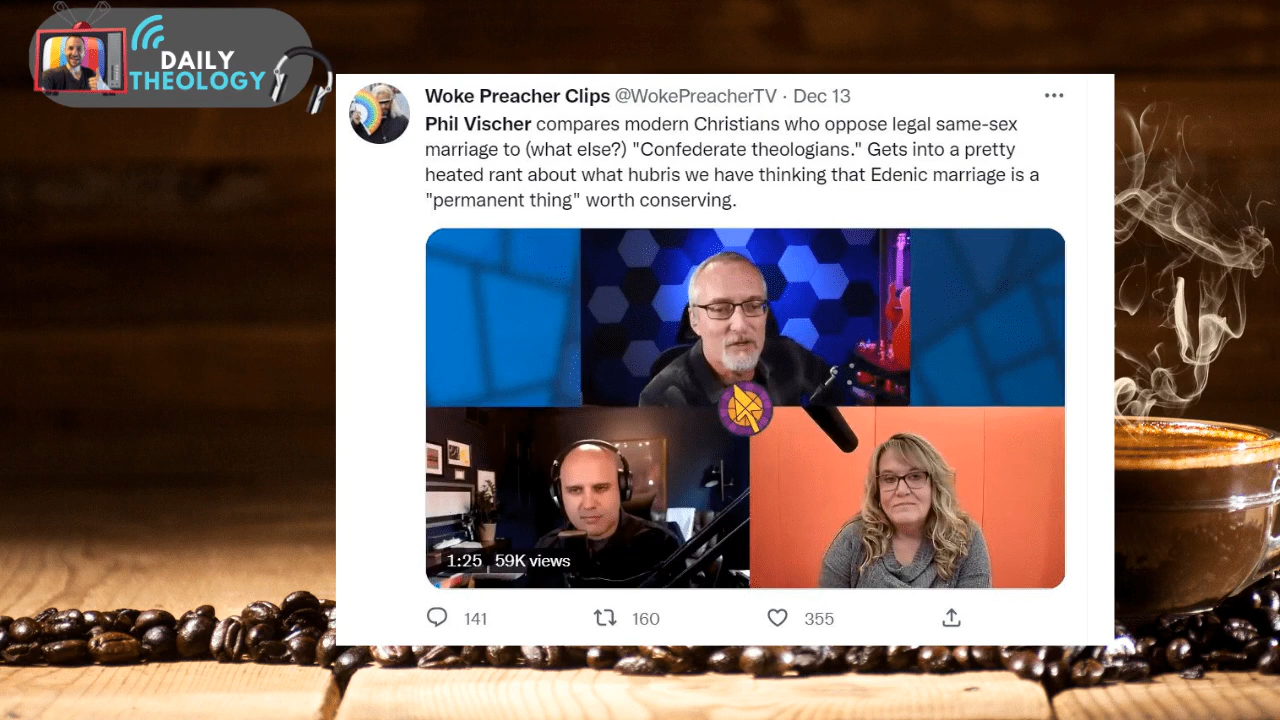 DAILY
THEOLOGY
Woke Preacher Clips @WokePreacherTV · Dec 13
Phil Vischer compares modern Christians who oppose legal same-sex
marriage to (what else?) "Confederate theologians." Gets into a pretty
heated rant about what hubris we have thinking that Edenic marriage is a
"permanent thing" worth conserving.
1:25 59K views
141 160 355